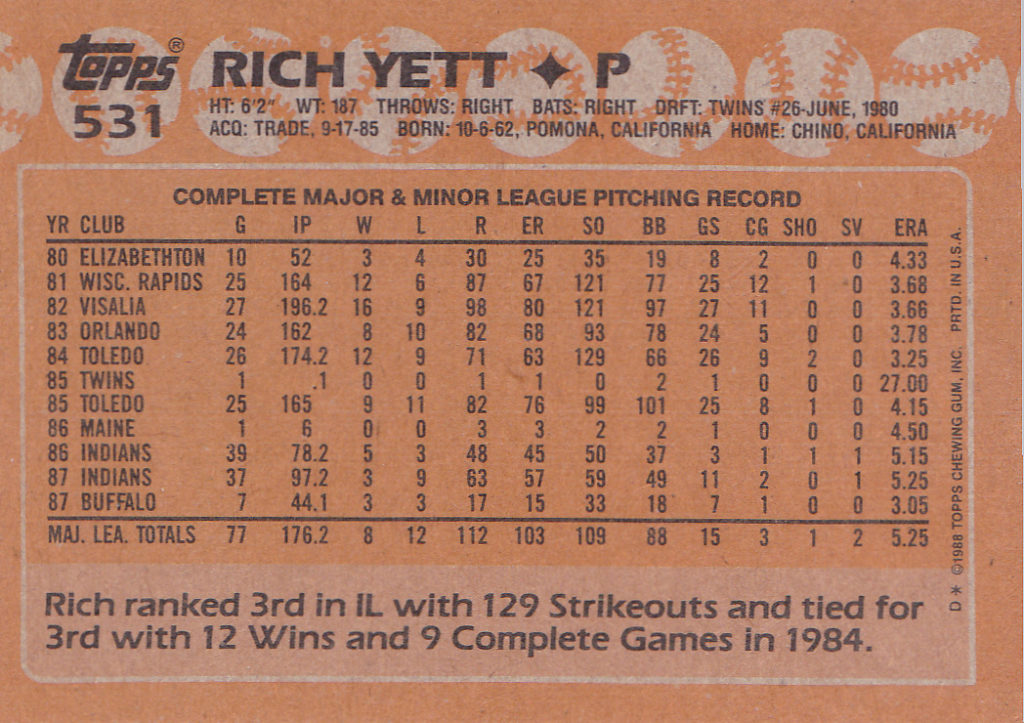 Topps®
531
RICH YETT ✦ P
HT: 6'2" WT: 187 THROWS: RIGHT BATS: RIGHT DRFT: TWINS #26-JUNE, 1980
ACQ: TRADE, 9-17-85 BORN: 10-6-62, POMONA, CALIFORNIA HOME: CHINO, CALIFORNIA
COMPLETE MAJOR & MINOR LEAGUE PITCHING RECORD
YR CLUB G IP W L R ER SO BB GS CG SHO SV ERA
80 ELIZABETHTON 10 52 3 4 30 25 35 19 8 2 0 0 4.33
81 WISC. RAPIDS 25 164 12 6 87 67 121 77 25 12 1 0 3.68
82 VISALIA 27 196.2 16 9 98 80 121 97 27 11 0 0 3.66
83 ORLANDO 24 162 8 10 82 68 93 78 24 5 0 0 3.78
84 TOLEDO 26 174.2 12 9 71 63 129 66 26 9 2 0 3.25
85 TWINS 1 .1 0 0 1 1 0 2 1 0 0 0 27.00
85 TOLEDO 25 165 9 11 82 76 99 101 25 8 1 0 4.15
86 MAINE 1 6 0 0 3 3 2 2 1 0 0 0 4.50
86 INDIANS 39 78.2 5 3 48 45 50 37 3 1 1 1 5.15
87 INDIANS 37 97.2 3 9 63 57 59 49 11 2 0 1 5.25
87 BUFFALO 7 44.1 3 3 17 15 33 18 7 1 0 0 3.05
MAJ. LEA. TOTALS 77 176.2 8 12 112 103 109 88 15 3 1 2 5.25
Rich ranked 3rd in IL with 129 Strikeouts and tied for
3rd with 12 Wins and 9 Complete Games in 1984.
D * ©1988 TOPPS CHEWING GUM, INC. PRTD. IN U.S.A.